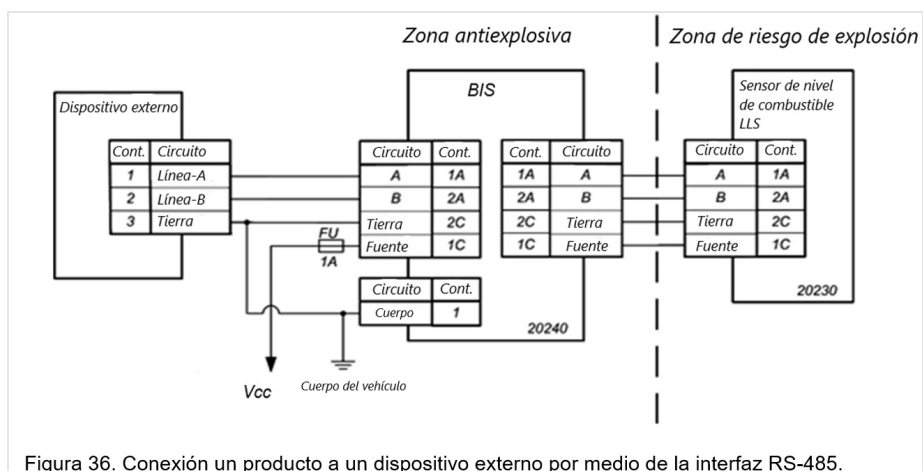 Zona antiexplosiva
Zona de riesgo de explosión
Dispositivo externo
Cont. Circuito
1 Línea-A
2 Línea-B
3 Tierra
BIS
Circuito Cont.
A 1A
B 2A
Tierra 2C
Fuente 1C
FU
1A
Circuito Cont.
Cuerpo 1
20240
Cont. Circuito
1A A
2A B
2C Tierra
1C Fuente
Sensor de nivel
de combustible
LLS
Circuito Cont.
A 1A
B 2A
Tierra 2C
Fuente 1C
20230
Vcc
Cuerpo del vehículo
Figura 36. Conexión un producto a un dispositivo externo por medio de la interfaz RS-485.